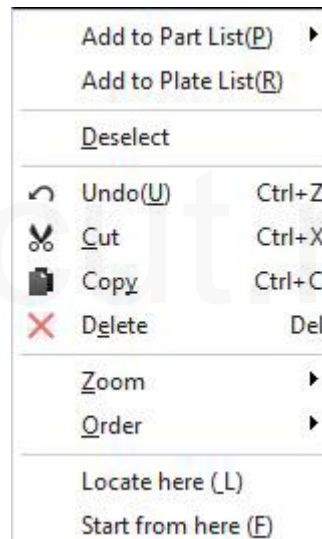 Add to Part List(P)
Add to Plate List(R)
Deselect
Undo(U) Ctrl+Z
Cut Ctrl+X
Copy Ctrl+C
Delete Del
Zoom
Order
Locate here (_L)
Start from here (F)